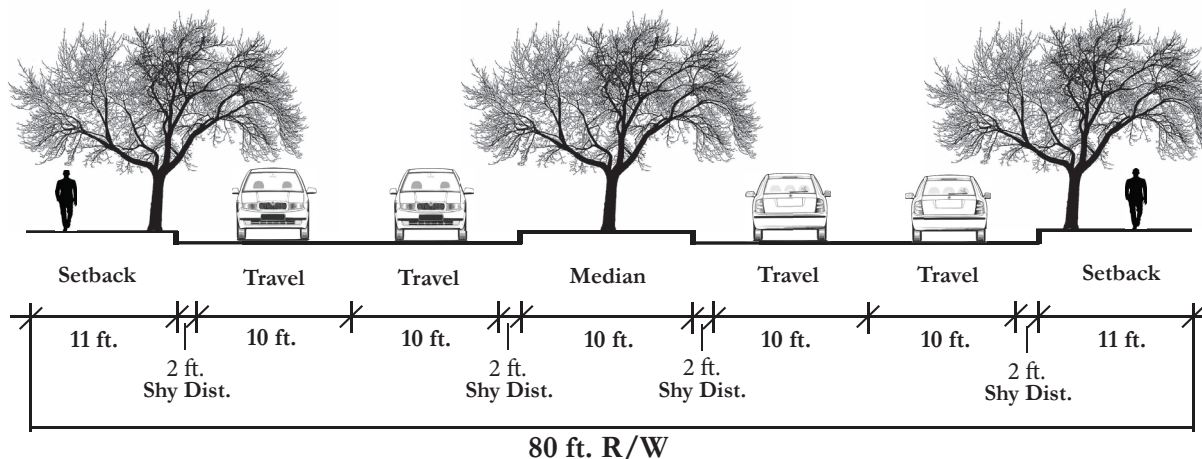 Setback
Travel
Travel
Median
Travel
Travel
Setback
11 ft.
10 ft.
10 ft.
10 ft.
10 ft.
10 ft.
11 ft.
2 ft.
Shy Dist.
2 ft.
Shy Dist.
2 ft.
Shy Dist.
2 ft.
Shy Dist.
80 ft. R/W